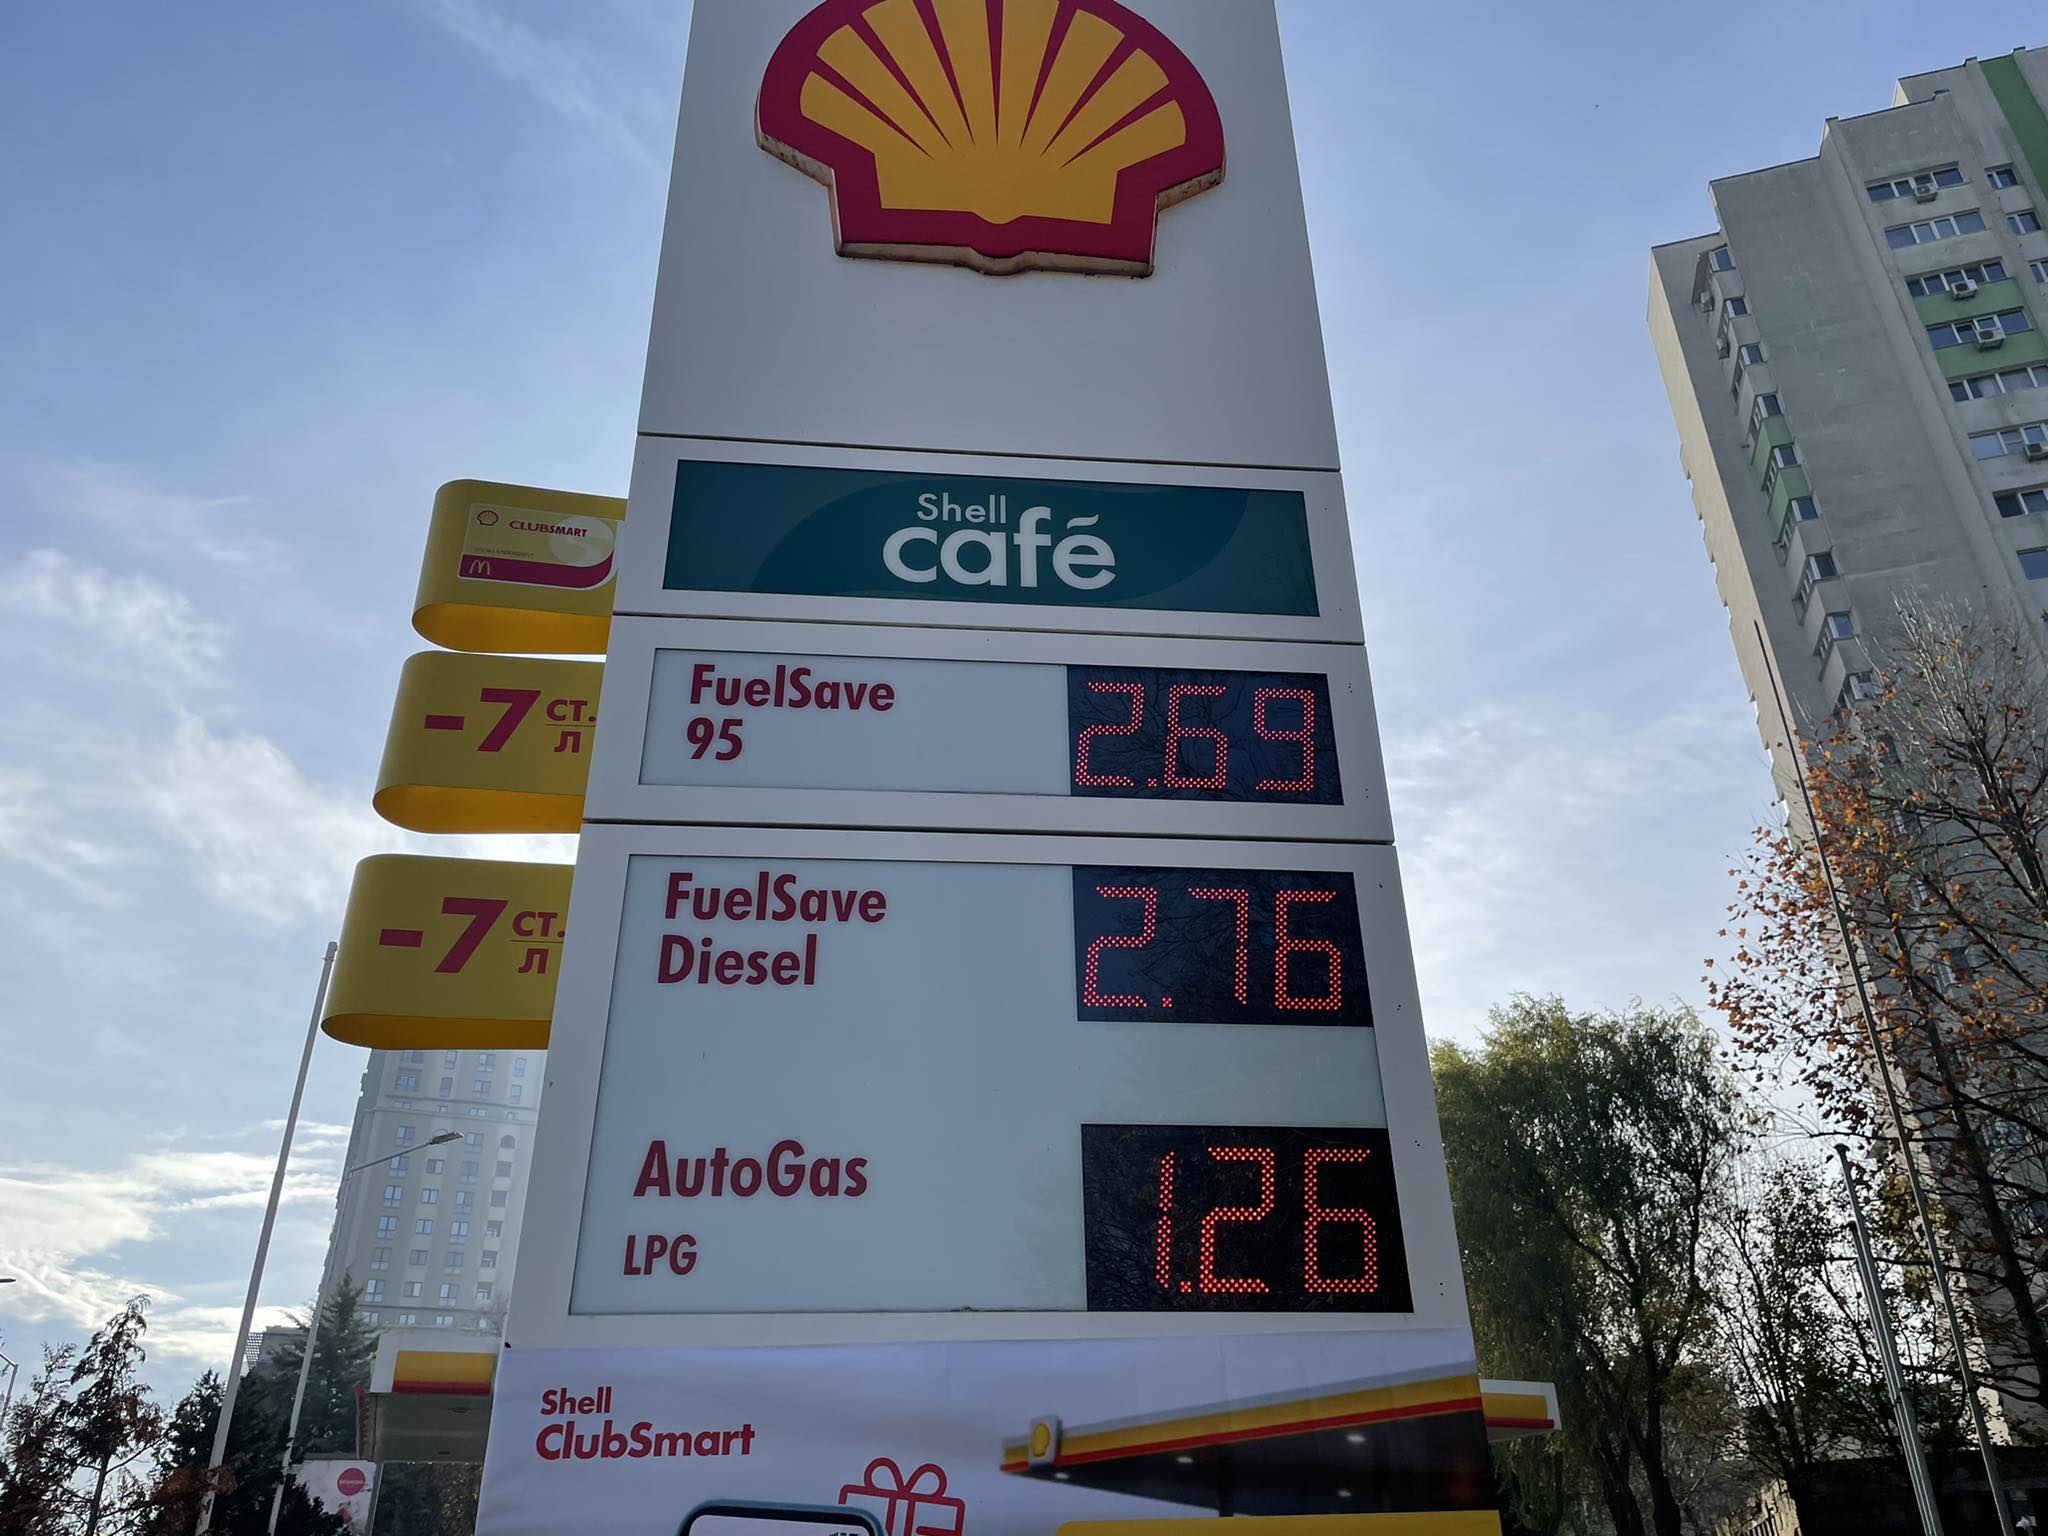 Shell
café
CLUBSMART
FuelSave
95
2.69
-7 ст.
л
FuelSave
Diesel
2.76
-7 ст.
л
AutoGas
LPG
1.26
Shell
ClubSmart